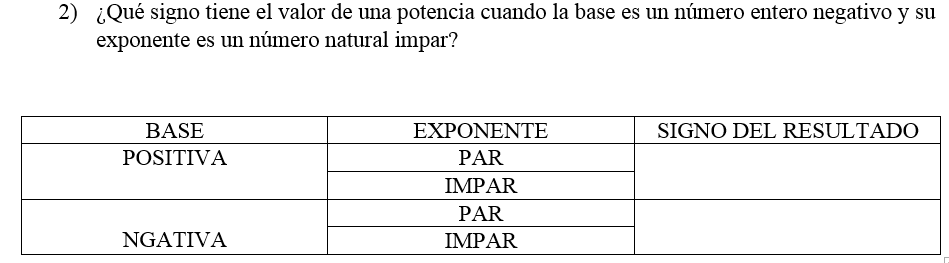 2) ¿Qué signo tiene el valor de una potencia cuando la base es un número entero negativo y su
exponente es un número natural impar?
BASE EXPONENTE SIGNO DEL RESULTADO
POSITIVA PAR
IMPAR
PAR
NGATIVA IMPAR